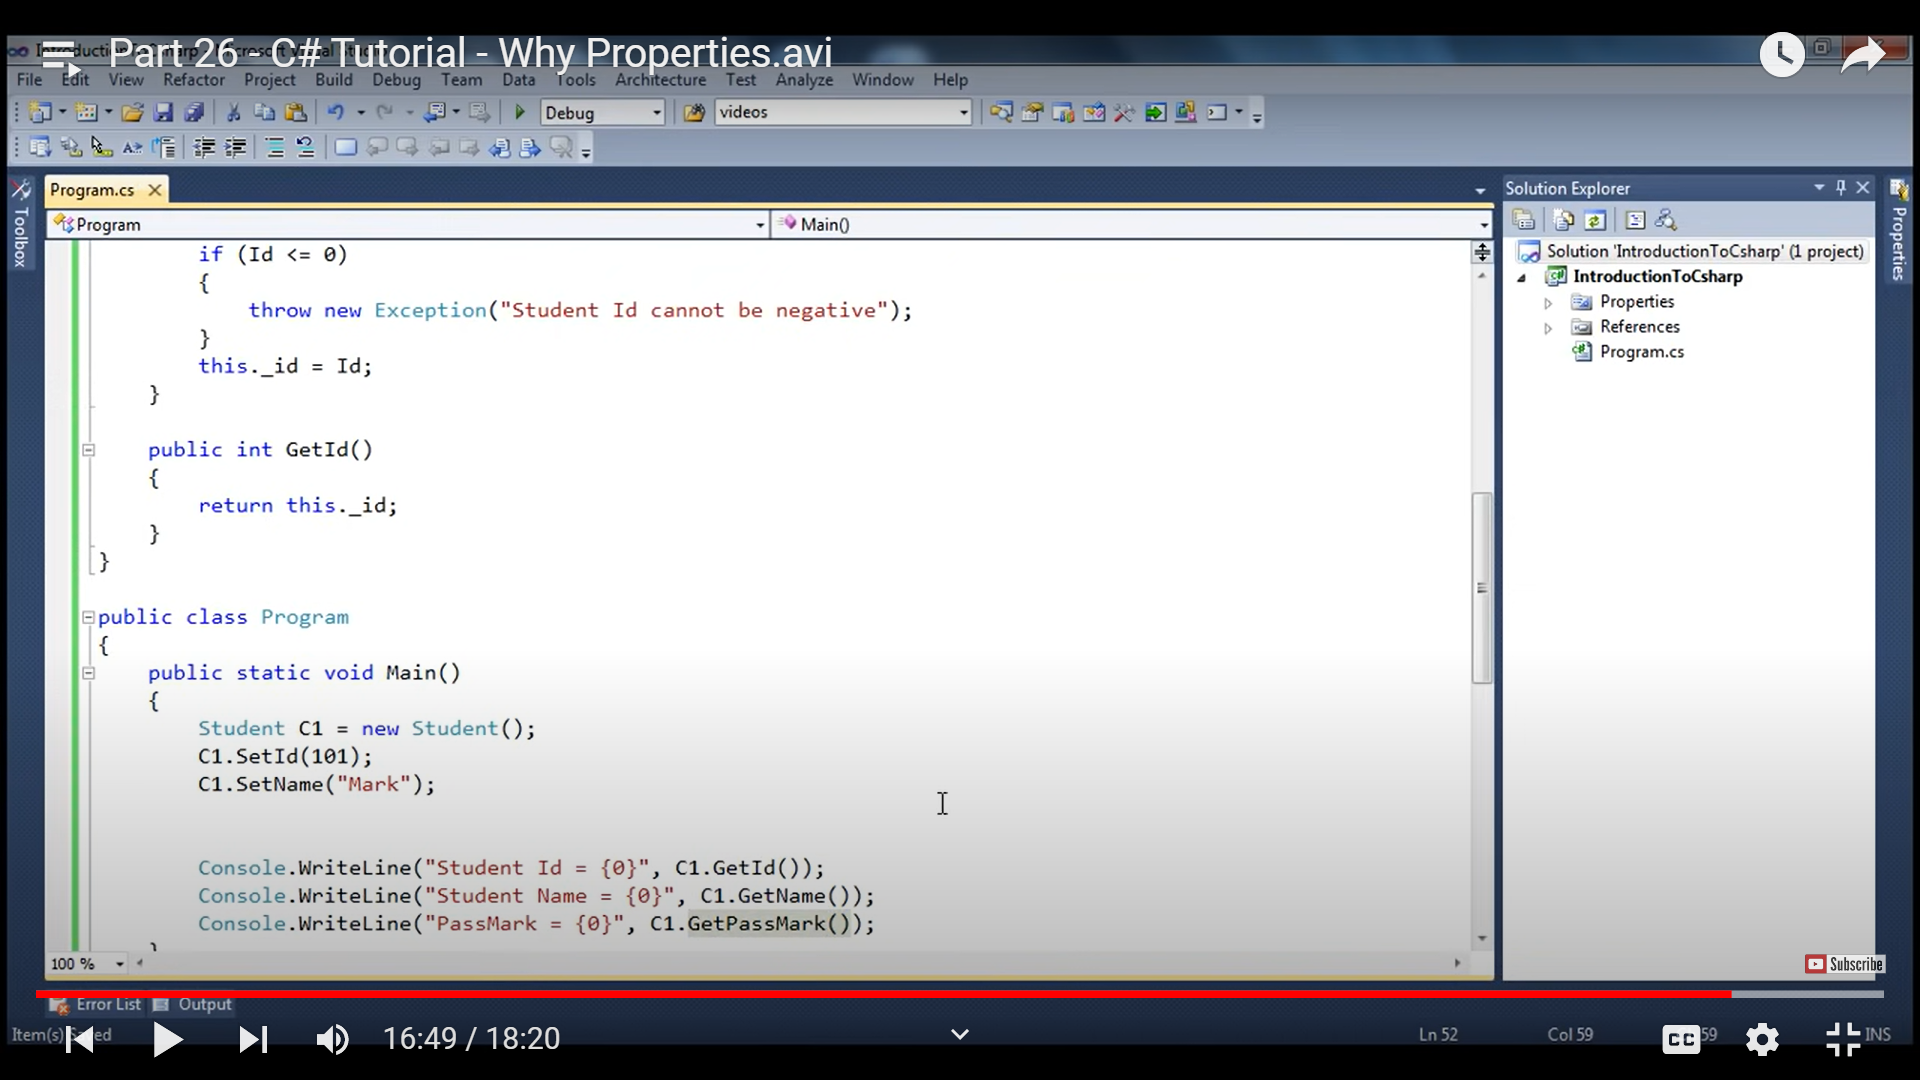 Part 26 - C# Tutorial - Why Properties.avi
File Edit View Refactor Project Build Debug Team Data Tools Architecture Test Analyze Window Help
Debug videos
Toolbox
Program.cs
Program Main()
if (Id <= 0)
{
throw new Exception("Student Id cannot be negative");
}
this._id = Id;
}
public int GetId()
{
return this._id;
}
}
public class Program
{
public static void Main()
{
Student C1 = new Student();
C1.SetId(101);
C1.SetName("Mark");
Console.WriteLine("Student Id = {0}", C1.GetId());
Console.WriteLine("Student Name = {0}", C1.GetName());
Console.WriteLine("PassMark = {0}", C1.GetPassMark());
}
100 %
Solution Explorer
Solution 'IntroductionToCsharp' (1 project)
IntroductionToCsharp
Properties
References
Program.cs
Properties
Subscribe
Error List Output
Item(s)
16:49 / 18:20
Ln 52 Col 59 CC INS